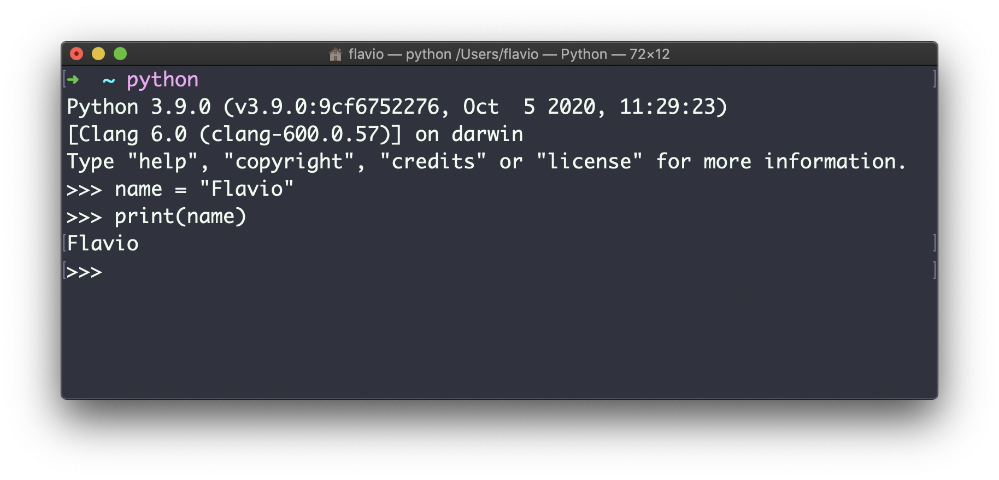 flavio — python /Users/flavio — Python — 72×12
➜  ~ python
Python 3.9.0 (v3.9.0:9cf6752276, Oct  5 2020, 11:29:23)
[Clang 6.0 (clang-600.0.57)] on darwin
Type "help", "copyright", "credits" or "license" for more information.
>>> name = "Flavio"
>>> print(name)
Flavio
>>>